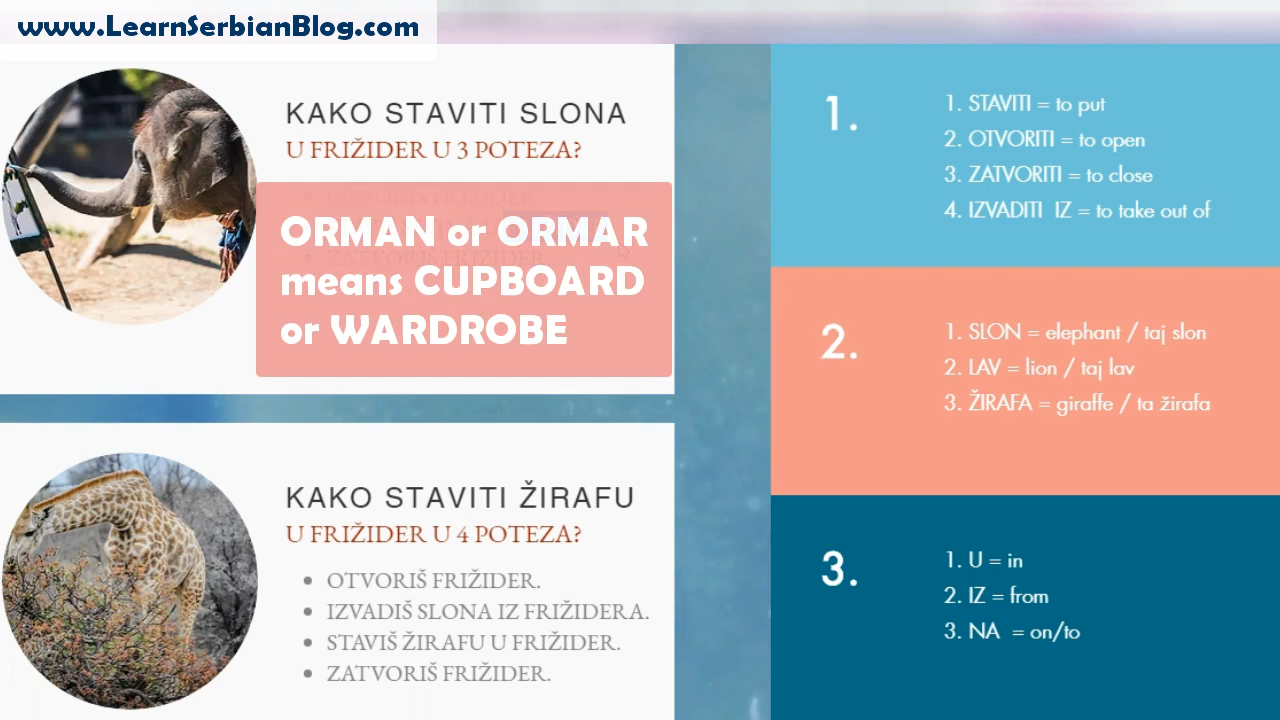 www.LearnSerbianBlog.com
KAKO STAVITI SLONA
U FRIŽIDER U 3 POTEZA?
OTVORIŠ FRIŽIDER.
ORMAN or ORMAR
means CUPBOARD
or WARDROBE
ZATVORIŠ FRIŽIDER.
KAKO STAVITI ŽIRAFU
U FRIŽIDER U 4 POTEZA?
OTVORIŠ FRIŽIDER.
IZVADIŠ SLONA IZ FRIŽIDERA.
STAVIŠ ŽIRAFU U FRIŽIDER.
ZATVORIŠ FRIŽIDER.
1.
1. STAVITI = to put
2. OTVORITI = to open
3. ZATVORITI = to close
4. IZVADITI IZ = to take out of
2.
1. SLON = elephant / taj slon
2. LAV = lion / taj lav
3. ŽIRAFA = giraffe / ta žirafa
3.
1. U = in
2. IZ = from
3. NA = on/to